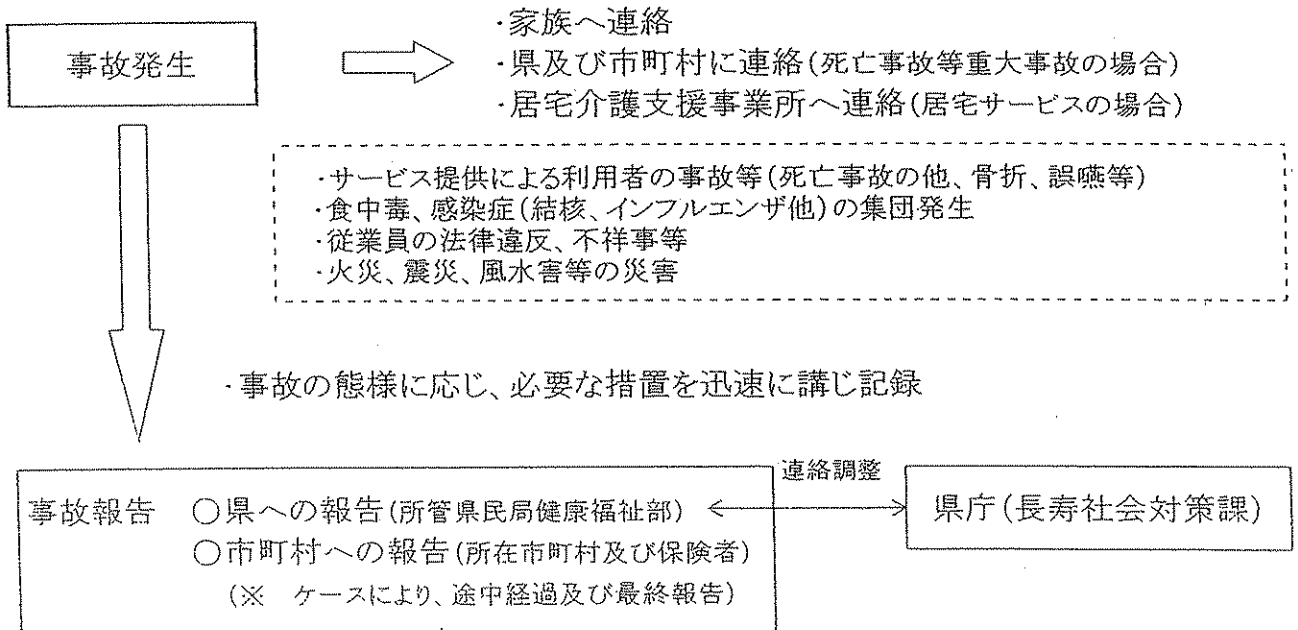 事故発生
・家族へ連絡
・県及び市町村に連絡(死亡事故等重大事故の場合)
・居宅介護支援事業所へ連絡(居宅サービスの場合)
・サービス提供による利用者の事故等(死亡事故の他、骨折、誤嚥等)
・食中毒、感染症(結核、インフルエンザ他)の集団発生
・従業員の法律違反、不祥事等
・火災、震災、風水害等の災害
・事故の態様に応じ、必要な措置を迅速に講じ記録
事故報告 ○県への報告(所管県民局健康福祉部)
○市町村への報告(所在市町村及び保険者)
(※ ケースにより、途中経過及び最終報告)
連絡調整
県庁(長寿社会対策課)